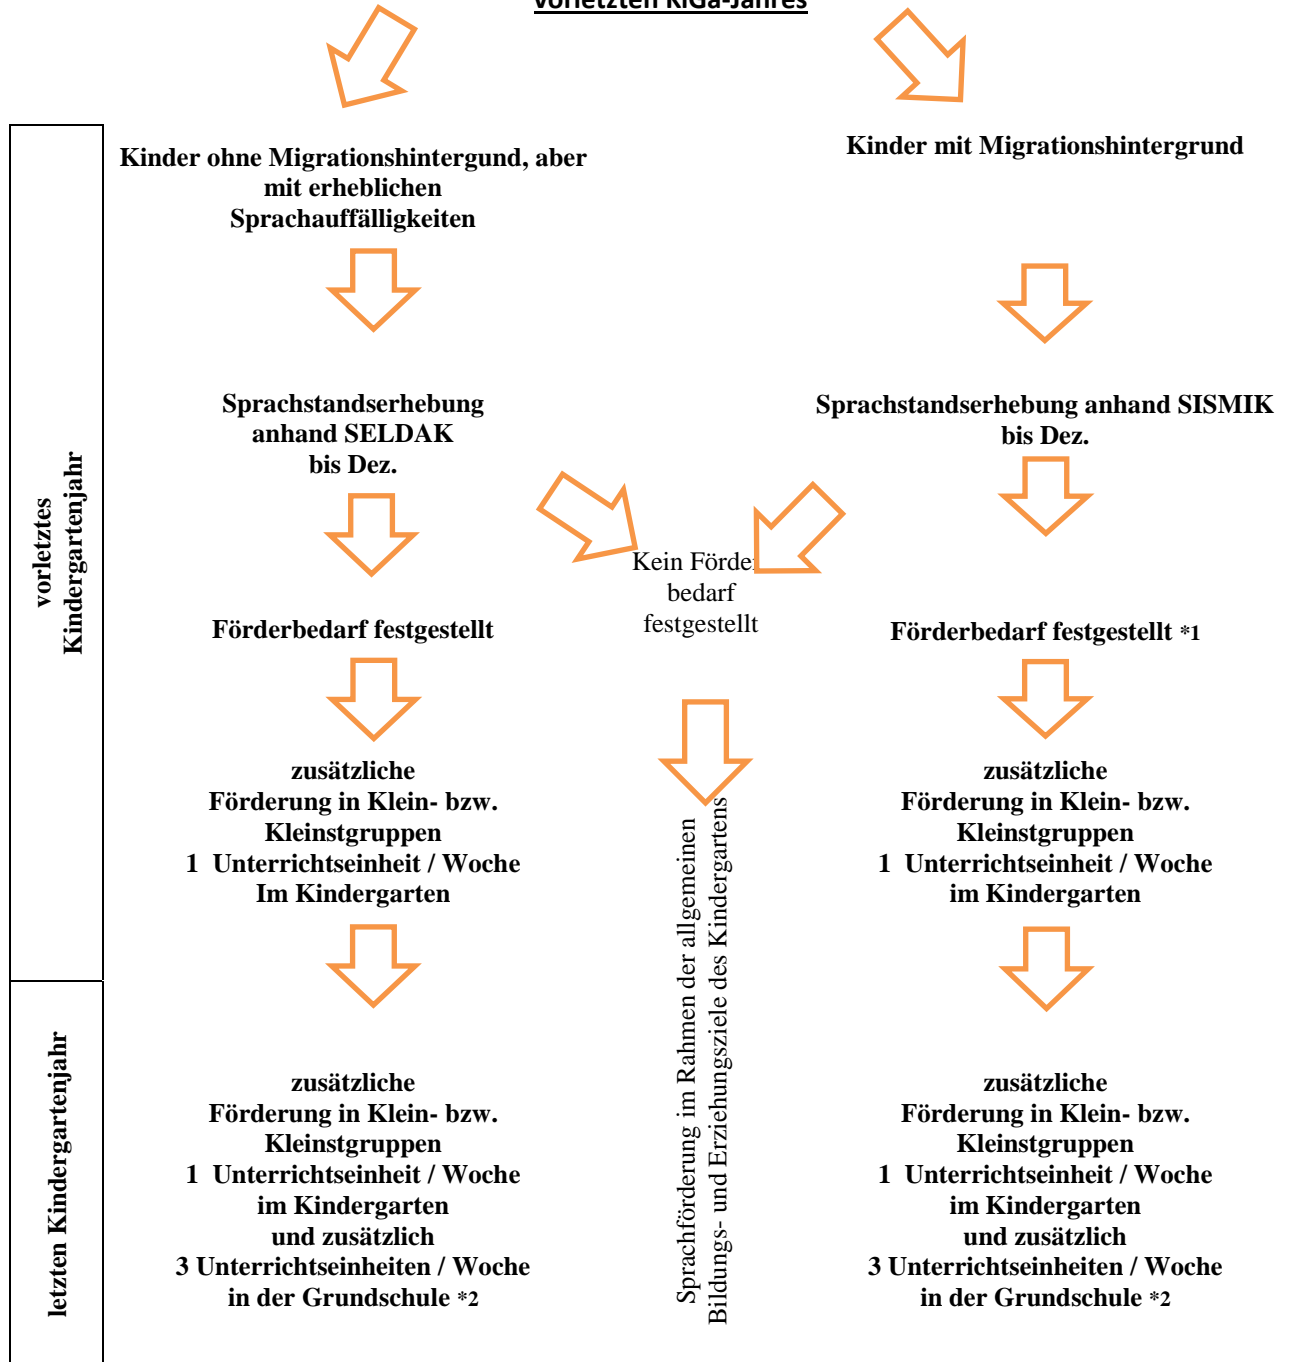 vorletzten KiGa-Jahres
Kinder ohne Migrationshintergund, aber
mit erheblichen
Sprachauffälligkeiten
Kinder mit Migrationshintergrund
Sprachstandserhebung
anhand SELDAK
bis Dez.
Sprachstandserhebung anhand SISMIK
bis Dez.
vorletztes
Kindergartenjahr
Kein Förder
bedarf
festgestellt
Förderbedarf festgestellt
Förderbedarf festgestellt *1
zusätzliche
Förderung in Klein- bzw.
Kleinstgruppen
1 Unterrichtseinheit / Woche
Im Kindergarten
zusätzliche
Förderung in Klein- bzw.
Kleinstgruppen
1 Unterrichtseinheit / Woche
im Kindergarten
Sprachförderung im Rahmen der allgemeinen
Bildungs- und Erziehungsziele des Kindergartens
letzten Kindergartenjahr
zusätzliche
Förderung in Klein- bzw.
Kleinstgruppen
1 Unterrichtseinheit / Woche
im Kindergarten
und zusätzlich
3 Unterrichtseinheiten / Woche
in der Grundschule *2
zusätzliche
Förderung in Klein- bzw.
Kleinstgruppen
1 Unterrichtseinheit / Woche
im Kindergarten
und zusätzlich
3 Unterrichtseinheiten / Woche
in der Grundschule *2